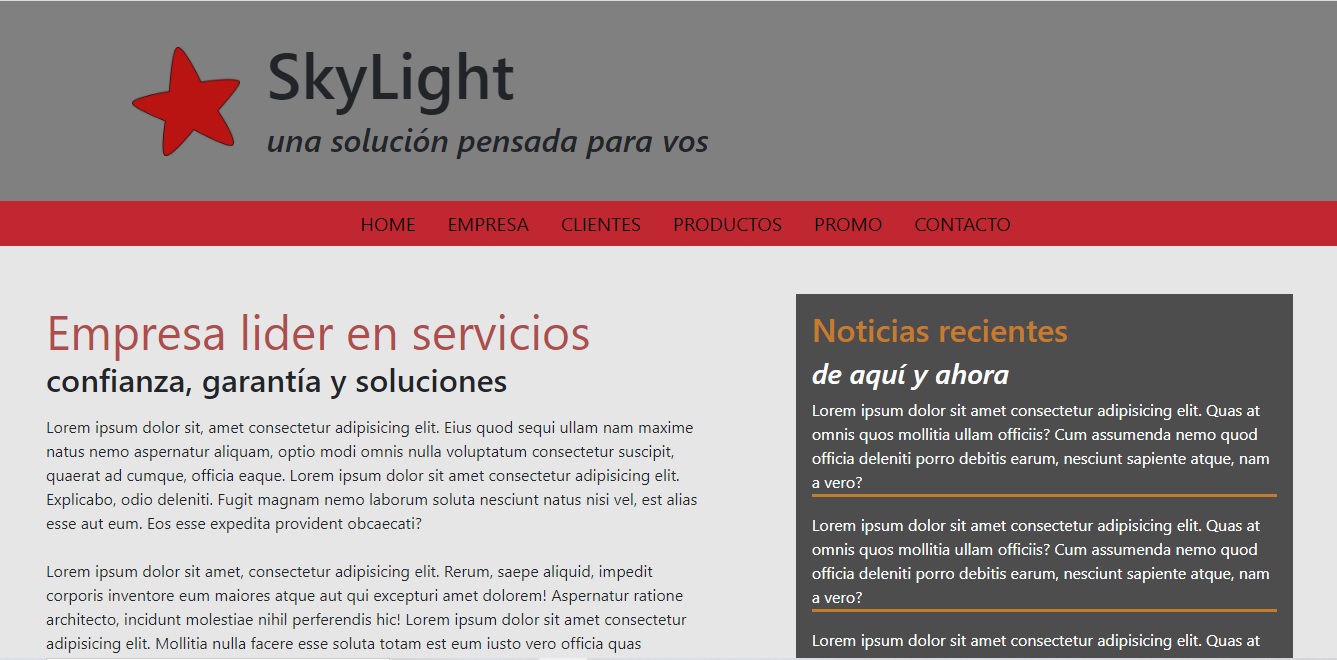 SkyLight
una solución pensada para vos
HOME EMPRESA CLIENTES PRODUCTOS PROMO CONTACTO
Empresa lider en servicios
confianza, garantía y soluciones
Lorem ipsum dolor sit, amet consectetur adipisicing elit. Eius quod sequi ullam nam maxime
natus nemo aspernatur aliquam, optio modi omnis nulla voluptatum consectetur suscipit,
quaerat ad cumque, officia eaque. Lorem ipsum dolor sit amet consectetur adipisicing elit.
Explicabo, odio deleniti. Fugit magnam nemo laborum soluta nesciunt natus nisi vel, est alias
esse aut eum. Eos esse expedita provident obcaecati?
Lorem ipsum dolor sit amet, consectetur adipisicing elit. Rerum, saepe aliquid, impedit
corporis inventore eum maiores atque aut qui excepturi amet dolorem! Aspernatur ratione
architecto, incidunt molestiae nihil perferendis hic! Lorem ipsum dolor sit amet consectetur
adipisicing elit. Mollitia nulla facere esse soluta totam est eum iusto vero officia quas
Noticias recientes
de aquí y ahora
Lorem ipsum dolor sit amet consectetur adipisicing elit. Quas at
omnis quos mollitia ullam officiis? Cum assumenda nemo quod
officia deleniti porro debitis earum, nesciunt sapiente atque, nam
a vero?
Lorem ipsum dolor sit amet consectetur adipisicing elit. Quas at
omnis quos mollitia ullam officiis? Cum assumenda nemo quod
officia deleniti porro debitis earum, nesciunt sapiente atque, nam
a vero?
Lorem ipsum dolor sit amet consectetur adipisicing elit. Quas at